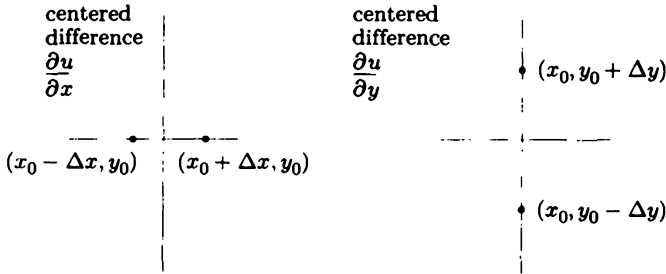 centered
difference
∂u
∂x
(x₀ − Δx, y₀)
(x₀ + Δx, y₀)
centered
difference
∂u
∂y
(x₀, y₀ + Δy)
(x₀, y₀ − Δy)